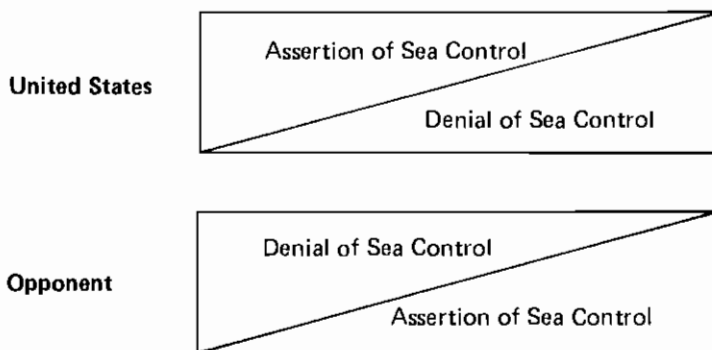 Assertion of Sea Control
United States
Denial of Sea Control
Denial of Sea Control
Opponent
Assertion of Sea Control